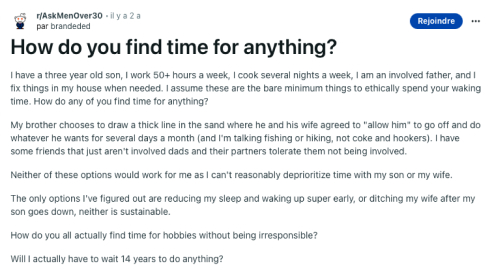 r/AskMenOver30 • il y a 2 a
par brandeded
Rejoindre
How do you find time for anything?
I have a three year old son, I work 50+ hours a week, I cook several nights a week, I am an involved father, and I
fix things in my house when needed. I assume these are the bare minimum things to ethically spend your waking
time. How do any of you find time for anything?
My brother chooses to draw a thick line in the sand where he and his wife agreed to "allow him" to go off and do
whatever he wants for several days a month (and I'm talking fishing or hiking, not coke and hookers). I have
some friends that just aren't involved dads and their partners tolerate them not being involved.
Neither of these options would work for me as I can't reasonably deprioritize time with my son or my wife.
The only options I've figured out are reducing my sleep and waking up super early, or ditching my wife after my
son goes down, neither is sustainable.
How do you all actually find time for hobbies without being irresponsible?
Will I actually have to wait 14 years to do anything?